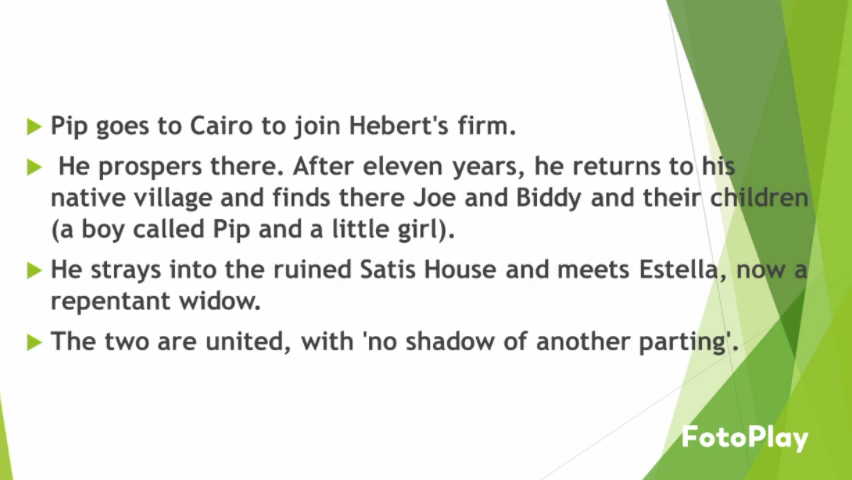 Pip goes to Cairo to join Hebert's firm.
He prospers there. After eleven years, he returns to his
native village and finds there Joe and Biddy and their children
(a boy called Pip and a little girl).
He strays into the ruined Satis House and meets Estella, now a
repentant widow.
The two are united, with 'no shadow of another parting'.
FotoPlay